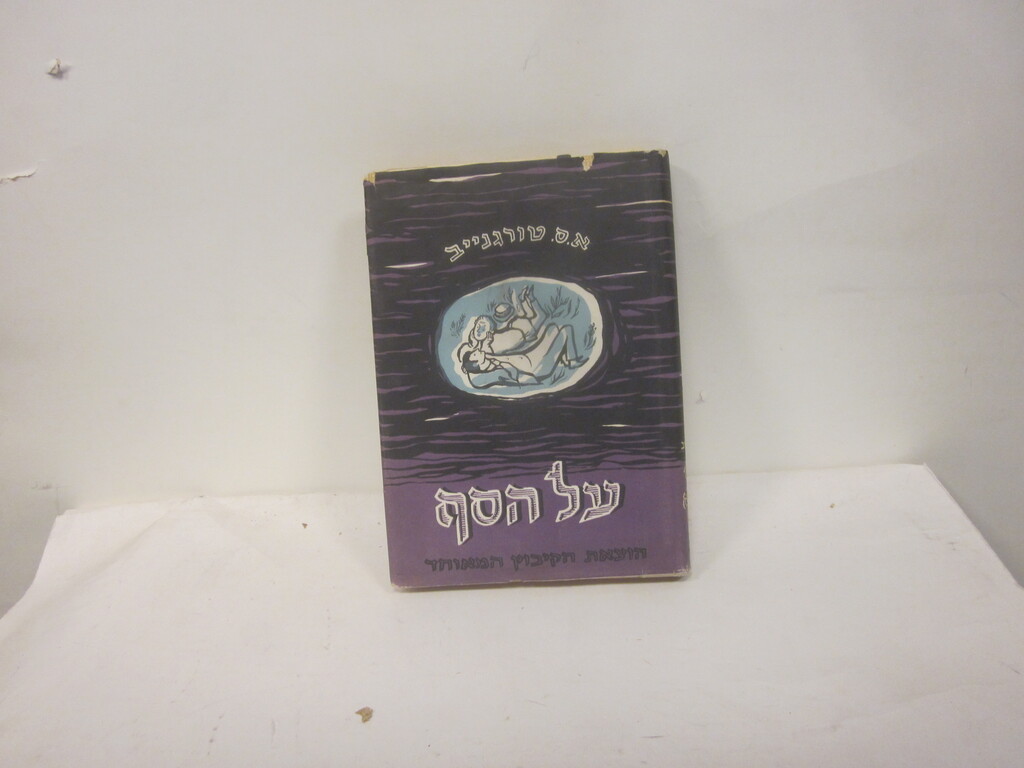 א.ס. טורגנייב
על הסף
הוצאת הקיבוץ המאוחד